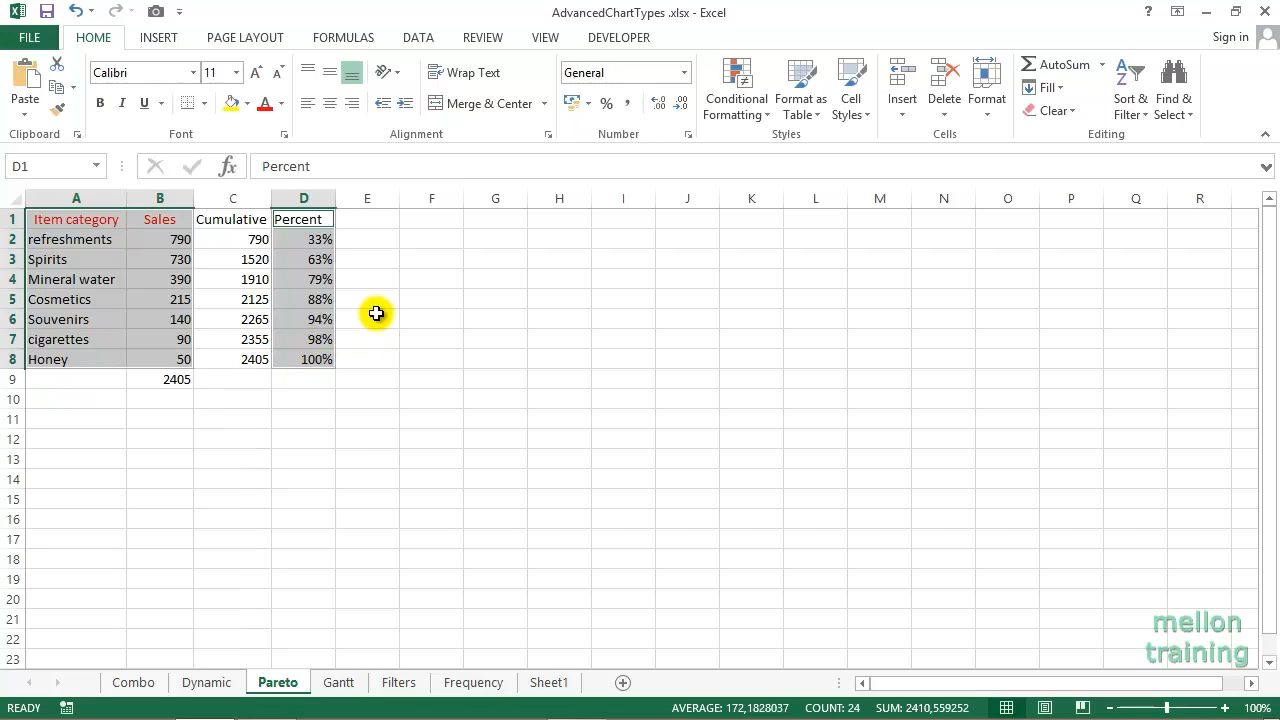 AdvancedChartTypes .xlsx - Excel
FILE HOME INSERT PAGE LAYOUT FORMULAS DATA REVIEW VIEW DEVELOPER Sign in
Paste
Calibri 11
Wrap Text
Merge & Center
General
Conditional Formatting
Format as Table
Cell Styles
Insert Delete Format
AutoSum
Fill
Clear
Sort & Filter
Find & Select
Clipboard Font Alignment Number Styles Cells Editing
D1 fx Percent
A B C D E F G H I J K L M N O P Q R
1 Item category Sales Cumulative Percent
2 refreshments 790 790 33%
3 Spirits 730 1520 63%
4 Mineral water 390 1910 79%
5 Cosmetics 215 2125 88%
6 Souvenirs 140 2265 94%
7 cigarettes 90 2355 98%
8 Honey 50 2405 100%
9 2405
10
11
12
13
14
15
16
17
18
19
20
21
22
23
mellon
training
Combo Dynamic Pareto Gantt Filters Frequency Sheet1
READY AVERAGE: 172,1828037 COUNT: 24 SUM: 2410,559252 100%